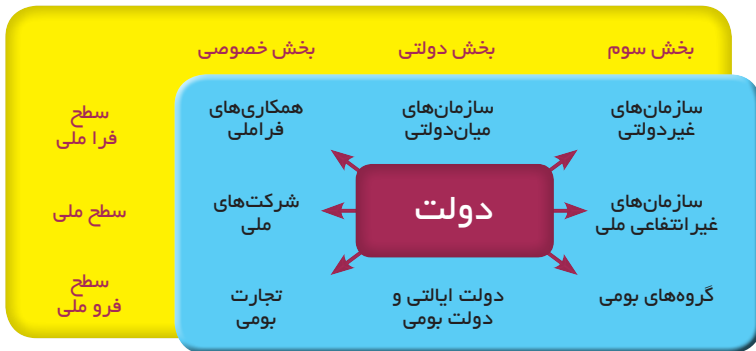 بخش سوم
بخش دولتی
بخش خصوصی
سازمان‌های
غیردولتی
سازمان‌های
میان‌دولتی
همکاری‌های
فراملی
سطح
فرا ملی
سازمان‌های
غیرانتفاعی ملی
دولت
شرکت‌های
ملی
سطح ملی
گروه‌های بومی
دولت ایالتی و
دولت بومی
تجارت
بومی
سطح
فرو ملی